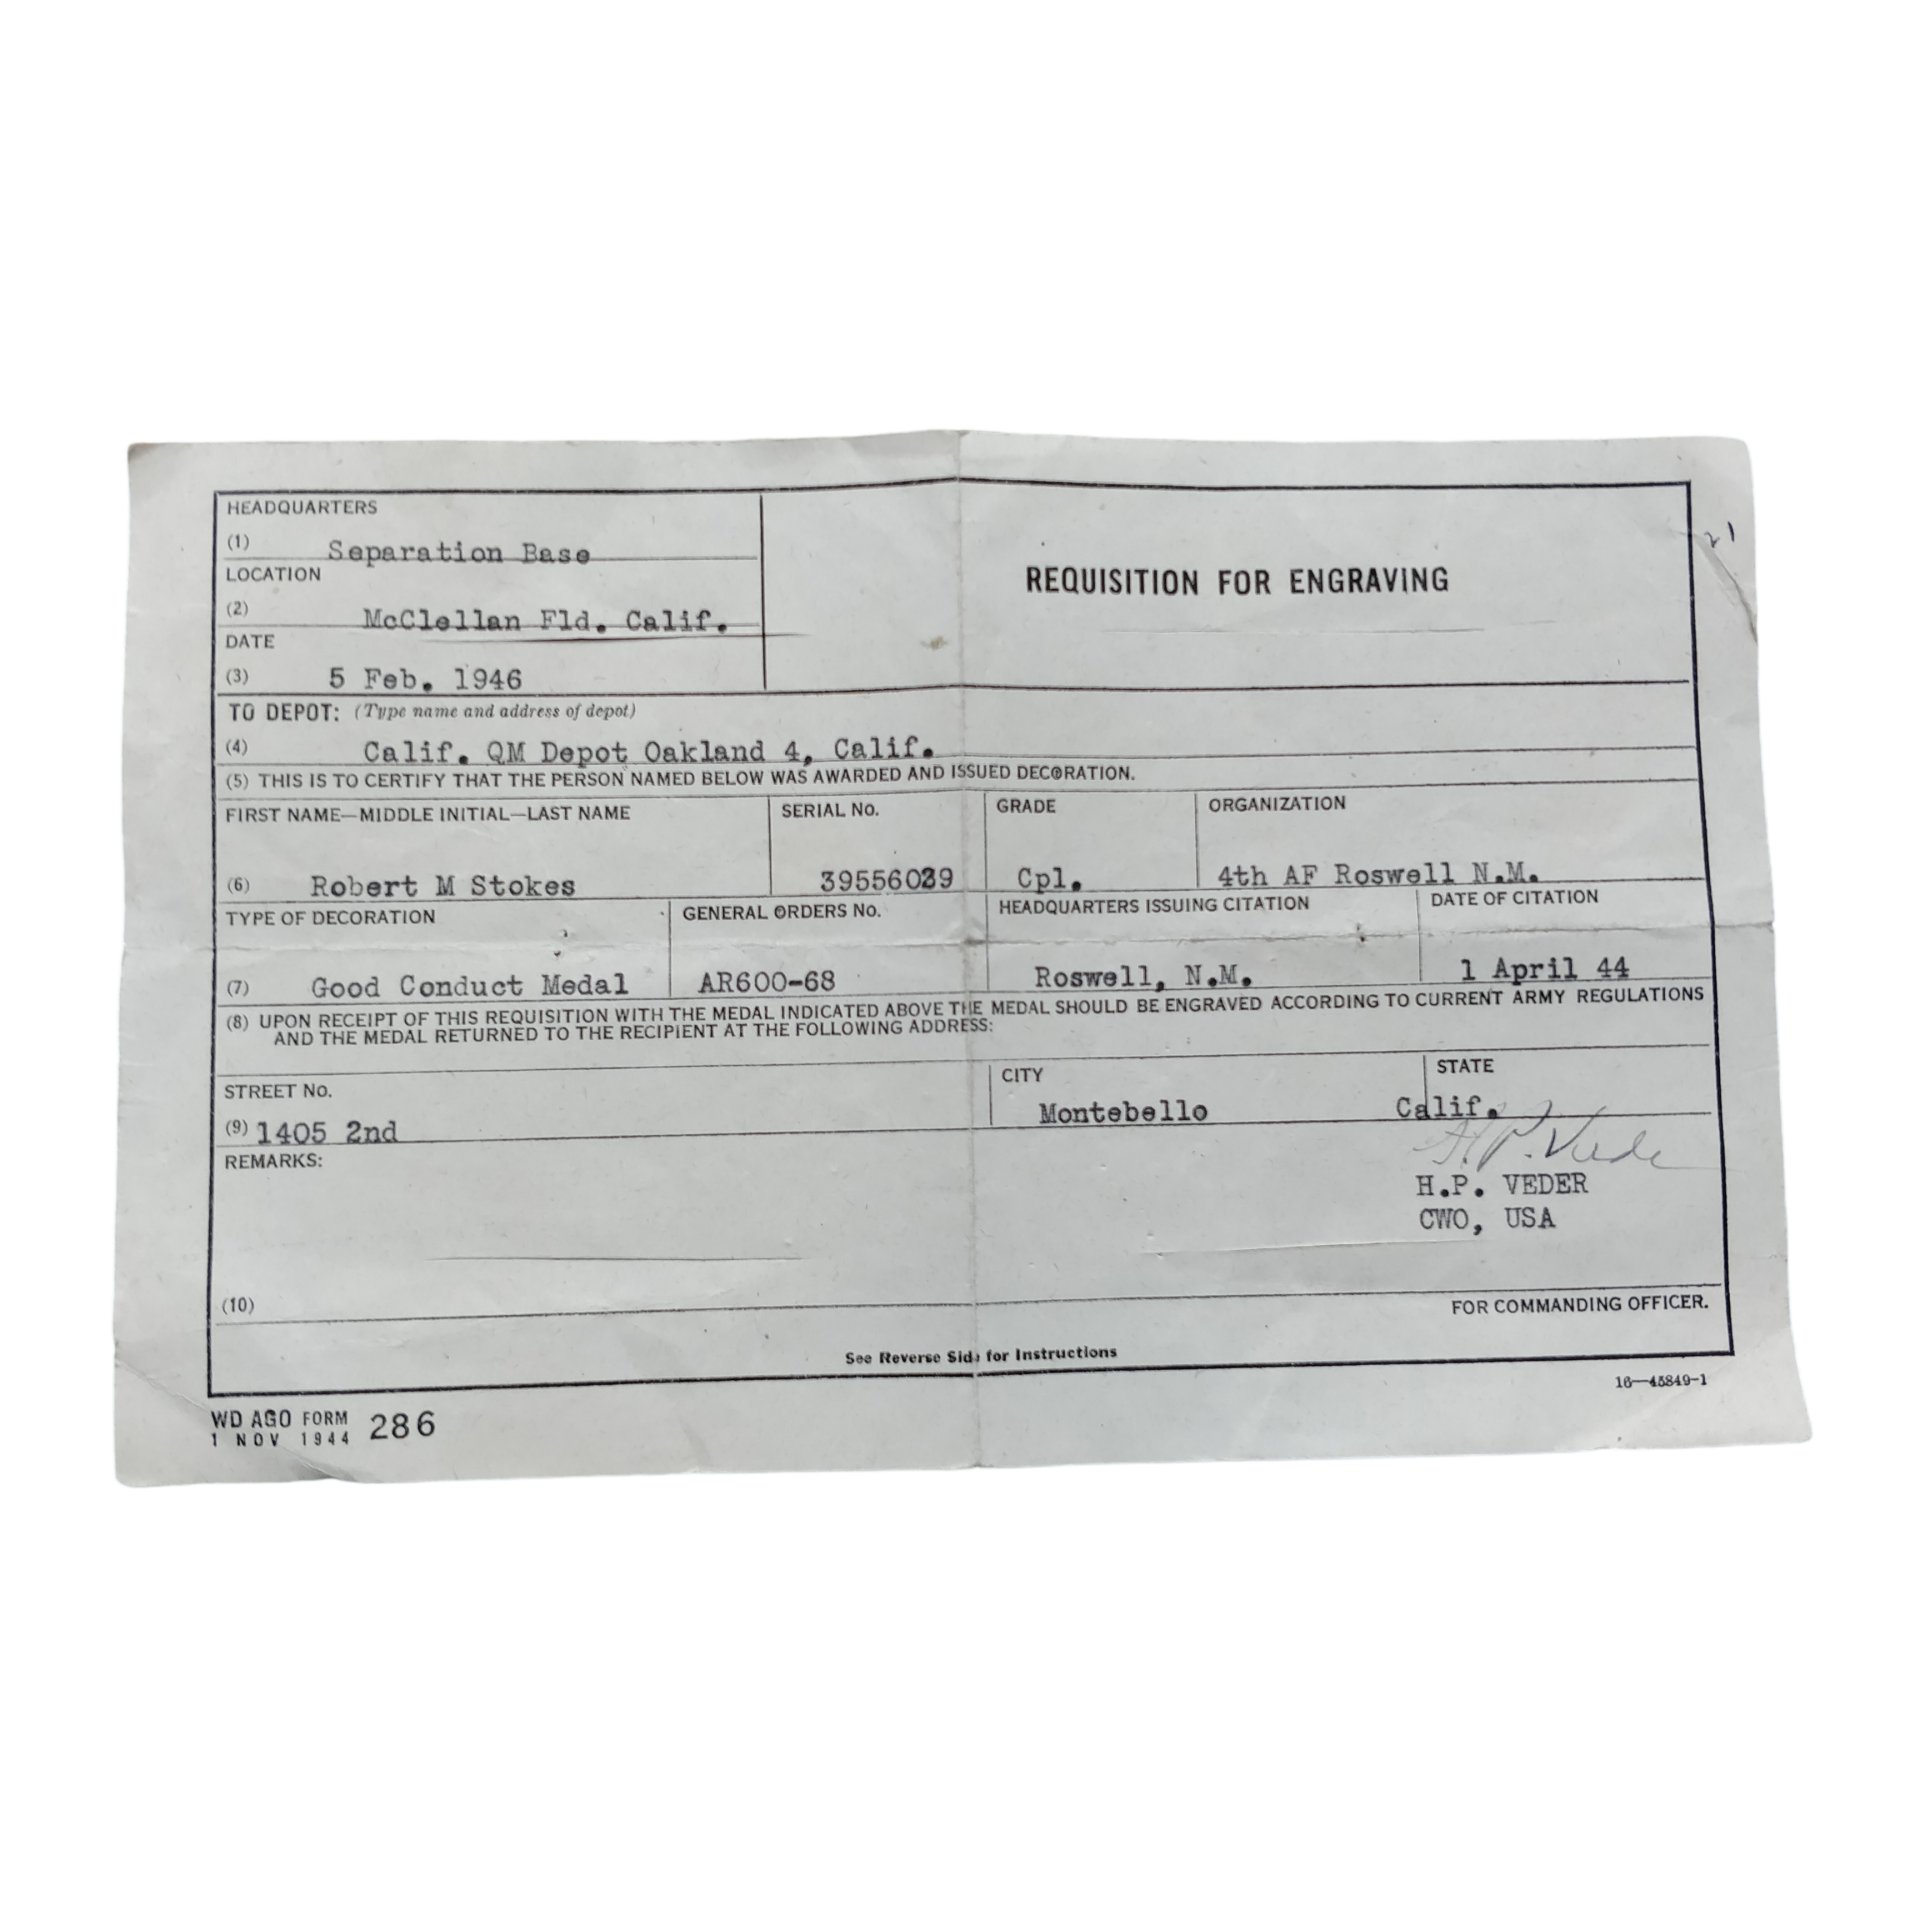 HEADQUARTERS
(1) Separation Base
LOCATION
(2) McClellan Fld. Calif.
DATE
(3) 5 Feb. 1946
REQUISITION FOR ENGRAVING
21
TO DEPOT: (Type name and address of depot)
(4) Calif. QM Depot Oakland 4, Calif.
(5) THIS IS TO CERTIFY THAT THE PERSON NAMED BELOW WAS AWARDED AND ISSUED DECORATION.
FIRST NAME—MIDDLE INITIAL—LAST NAME SERIAL No. GRADE ORGANIZATION
(6) Robert M Stokes 39556039 Cpl. 4th AF Roswell N.M.
TYPE OF DECORATION GENERAL ORDERS No. HEADQUARTERS ISSUING CITATION DATE OF CITATION
(7) Good Conduct Medal AR600-68 Roswell, N.M. 1 April 44
(8) UPON RECEIPT OF THIS REQUISITION WITH THE MEDAL INDICATED ABOVE THE MEDAL SHOULD BE ENGRAVED ACCORDING TO CURRENT ARMY REGULATIONS
AND THE MEDAL RETURNED TO THE RECIPIENT AT THE FOLLOWING ADDRESS:
STREET No. CITY STATE
(9) 1405 2nd Montebello Calif.
REMARKS:
H.P. Veder
H.P. VEDER
CWO, USA
(10)
FOR COMMANDING OFFICER.
See Reverse Side for Instructions
16—45849-1
WD AGO FORM 286
1 NOV 1944